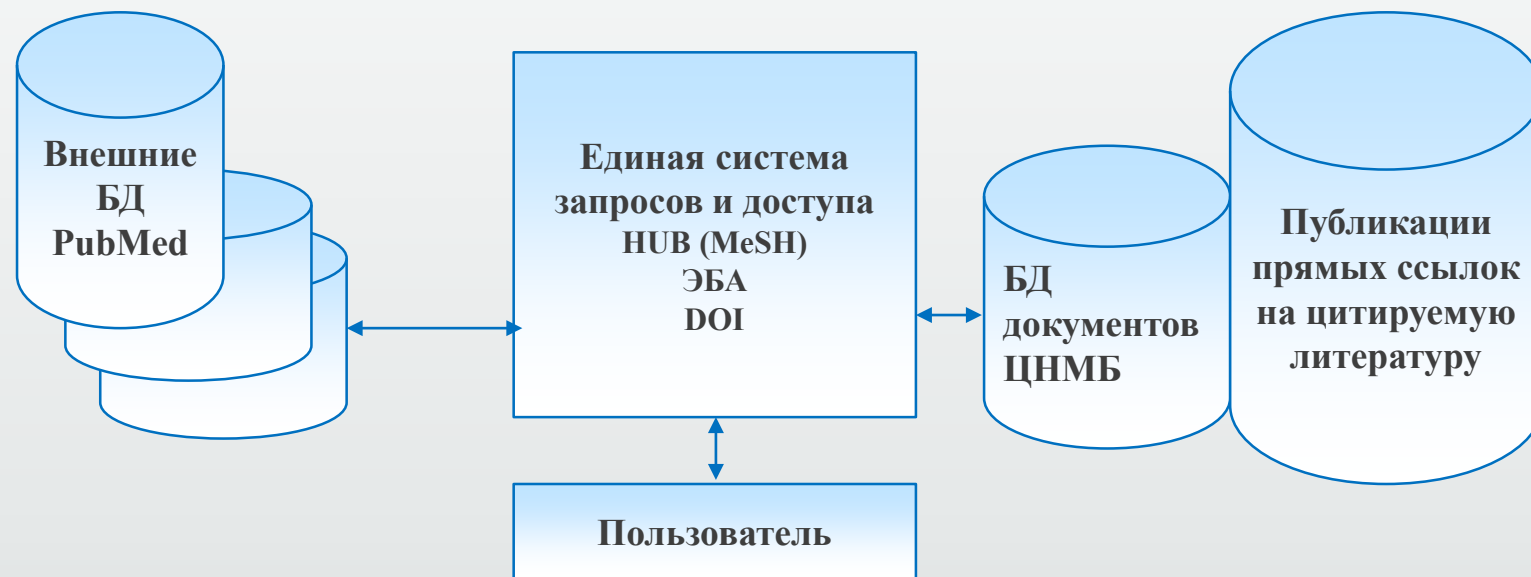 Внешние
БД
PubMed
Единая система
запросов и доступа
HUB (MeSH)
ЭБА
DOI
БД
документов
ЦНМБ
Публикации
прямых ссылок
на цитируемую
литературу
Пользователь